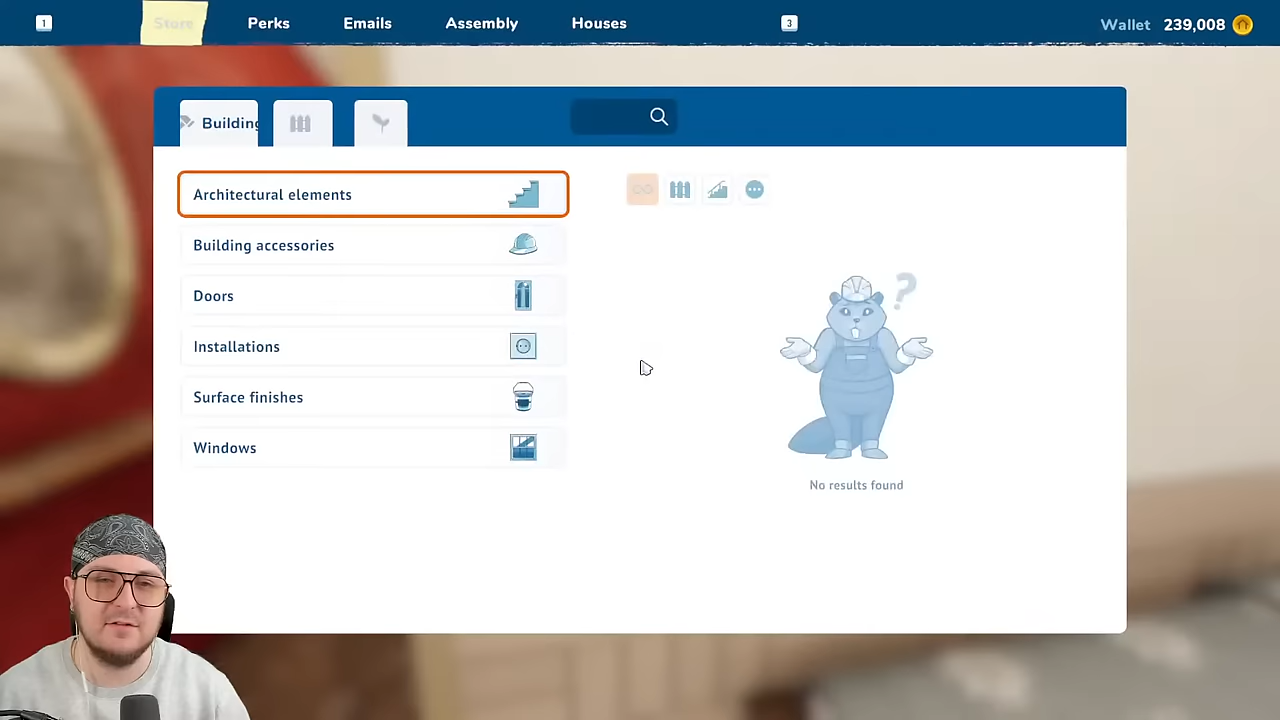 1
Store
Perks
Emails
Assembly
Houses
3
Wallet 239,008
Building
Architectural elements
Building accessories
Doors
Installations
Surface finishes
Windows
?
No results found